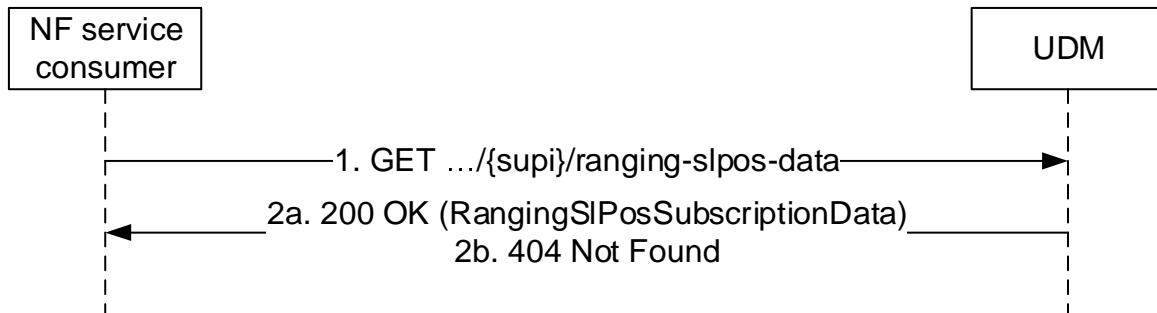 NF service
consumer
UDM
1. GET …/{supi}/ranging-slpos-data
2a. 200 OK (RangingSlPosSubscriptionData)
2b. 404 Not Found